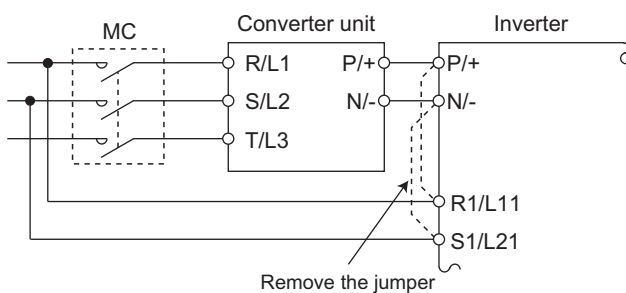 MC
Converter unit
Inverter
R/L1
P/+
P/+
S/L2
N/-
N/-
T/L3
R1/L11
S1/L21
Remove the jumper